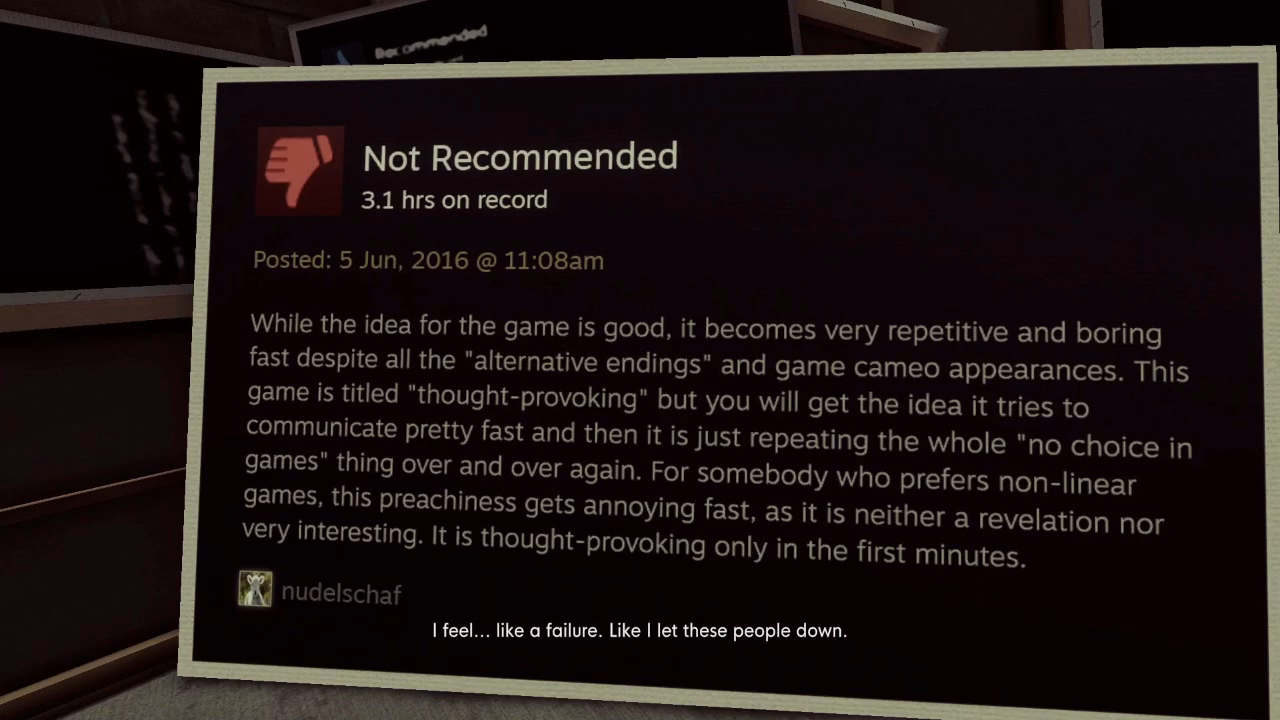 Recommended
Not Recommended
3.1 hrs on record
Posted: 5 Jun, 2016 @ 11:08am
While the idea for the game is good, it becomes very repetitive and boring
fast despite all the "alternative endings" and game cameo appearances. This
game is titled "thought-provoking" but you will get the idea it tries to
communicate pretty fast and then it is just repeating the whole "no choice in
games" thing over and over again. For somebody who prefers non-linear
games, this preachiness gets annoying fast, as it is neither a revelation nor
very interesting. It is thought-provoking only in the first minutes.
nudelschaf
I feel... like a failure. Like I let these people down.